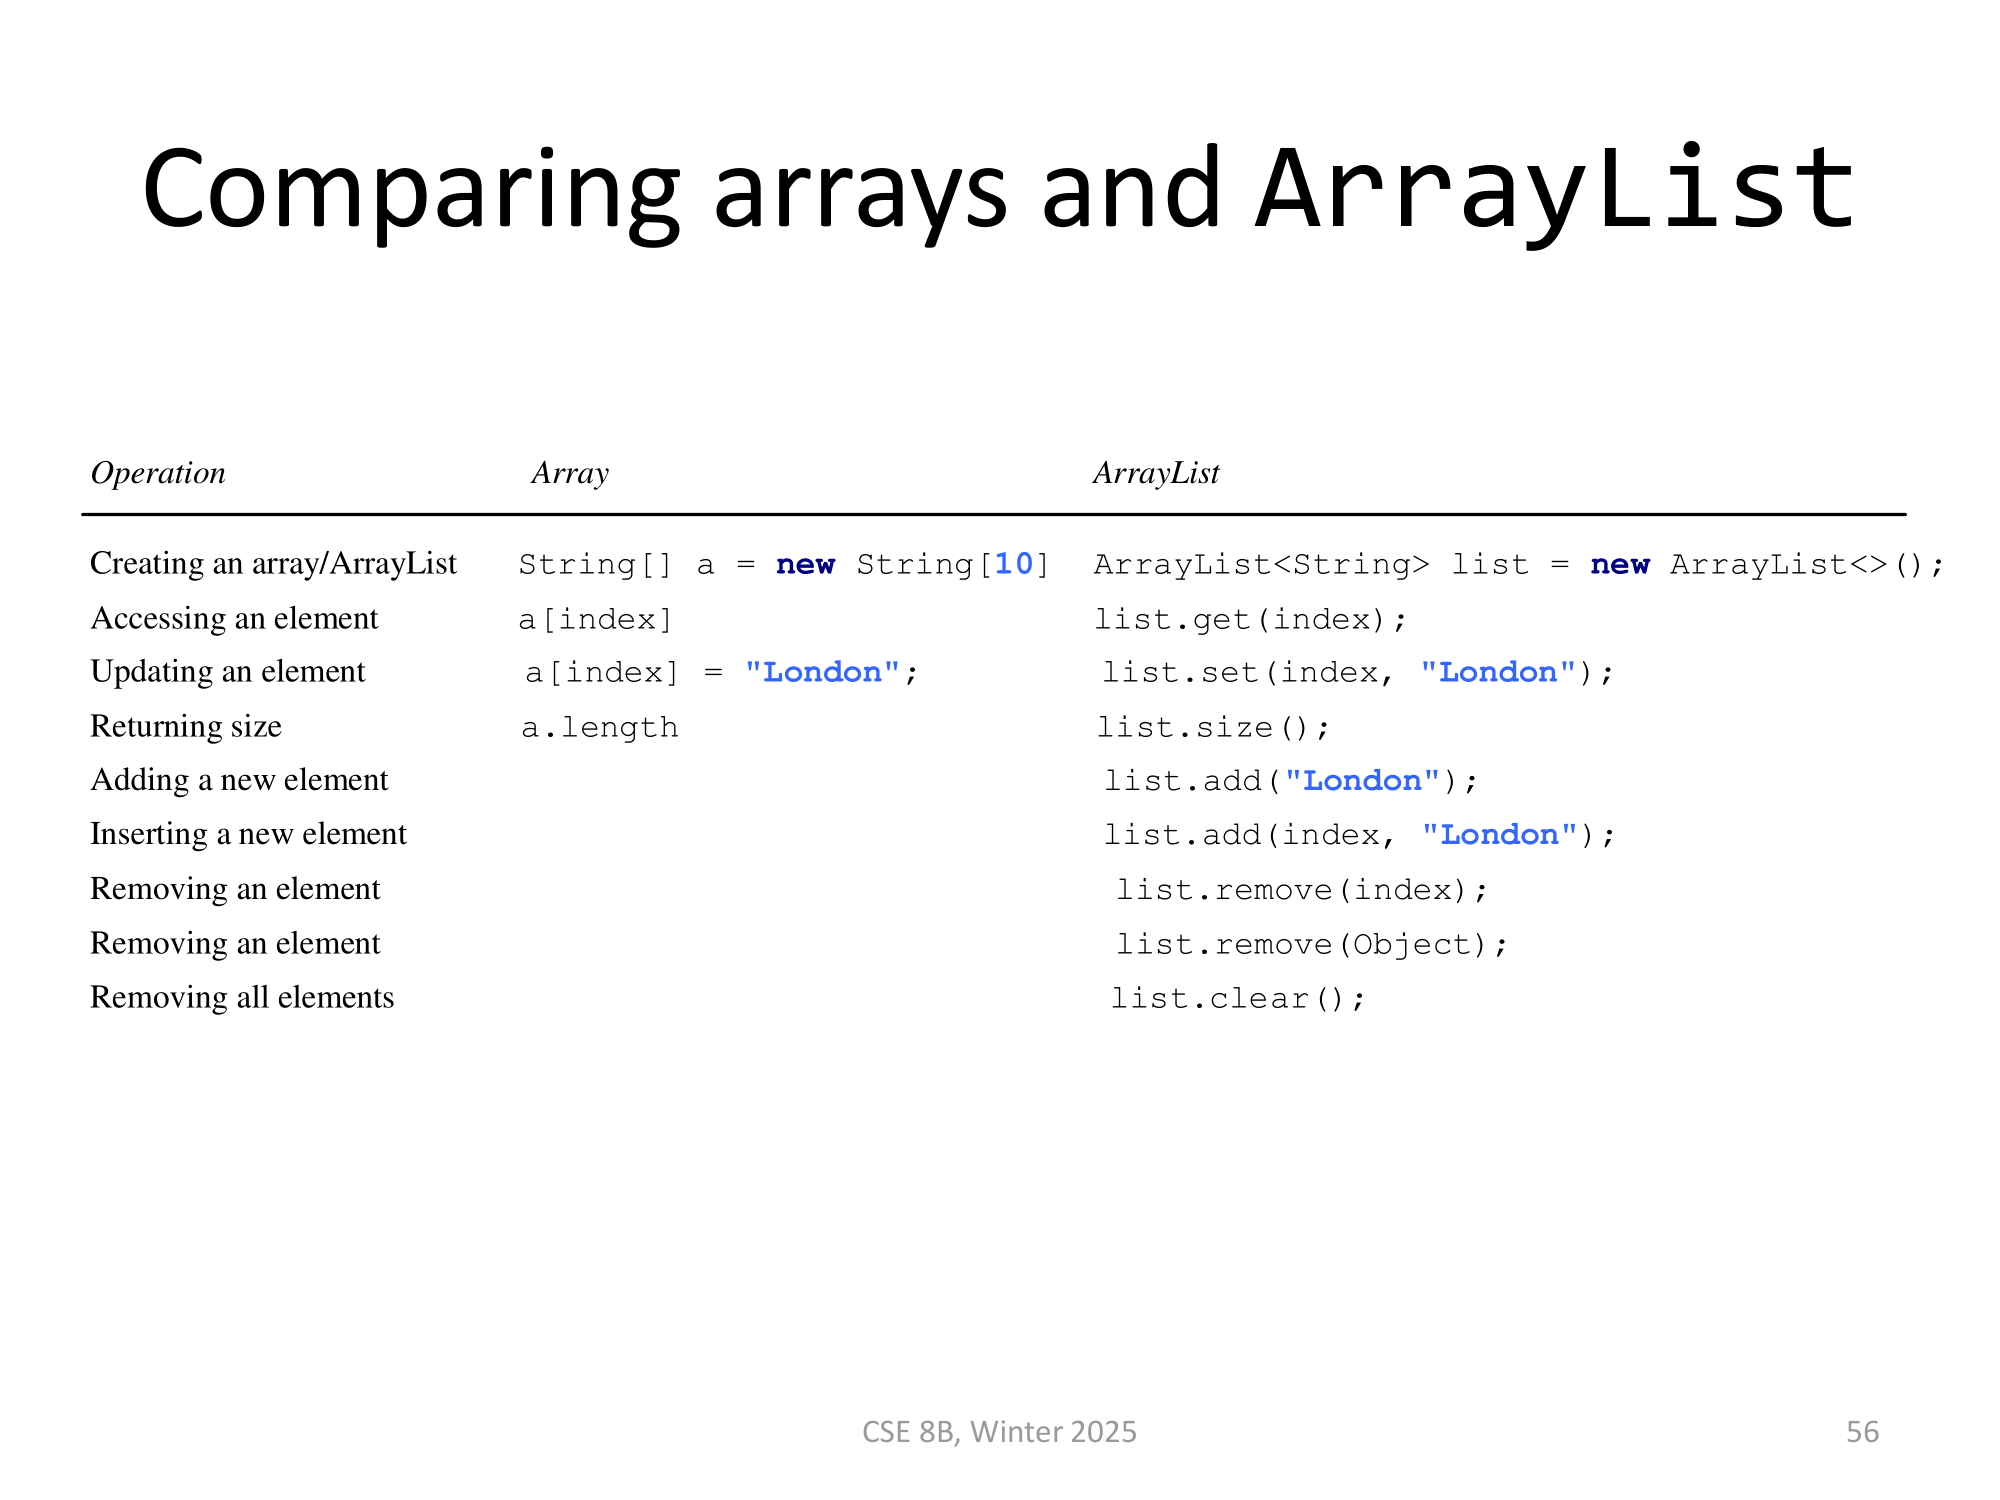 Comparing arrays and ArrayList
Operation Array ArrayList
Creating an array/ArrayList String[] a = new String[10] ArrayList<String> list = new ArrayList<>();
Accessing an element a[index] list.get(index);
Updating an element a[index] = "London"; list.set(index, "London");
Returning size a.length list.size();
Adding a new element list.add("London");
Inserting a new element list.add(index, "London");
Removing an element list.remove(index);
Removing an element list.remove(Object);
Removing all elements list.clear();
CSE 8B, Winter 2025 56